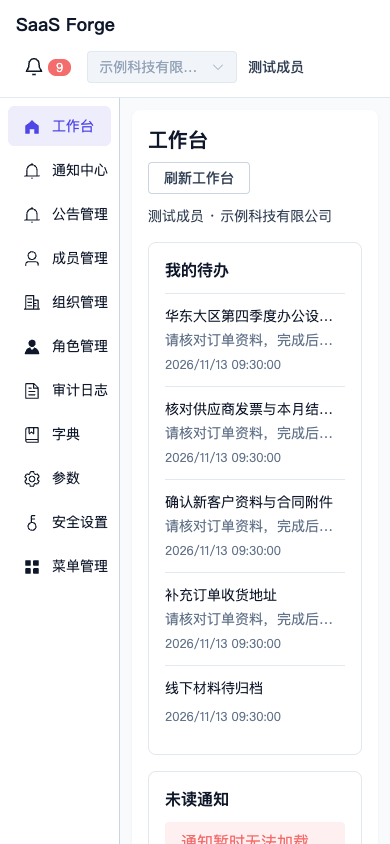 SaaS Forge
9
示例科技有限…
测试成员
工作台
通知中心
公告管理
成员管理
组织管理
角色管理
审计日志
字典
参数
安全设置
菜单管理
工作台
刷新工作台
测试成员 · 示例科技有限公司
我的待办
华东大区第四季度办公设…
请核对订单资料，完成后…
2026/11/13 09:30:00
核对供应商发票与本月结…
请核对订单资料，完成后…
2026/11/13 09:30:00
确认新客户资料与合同附件
请核对订单资料，完成后…
2026/11/13 09:30:00
补充订单收货地址
请核对订单资料，完成后…
2026/11/13 09:30:00
线下材料待归档
2026/11/13 09:30:00
未读通知
通知暂时无法加载